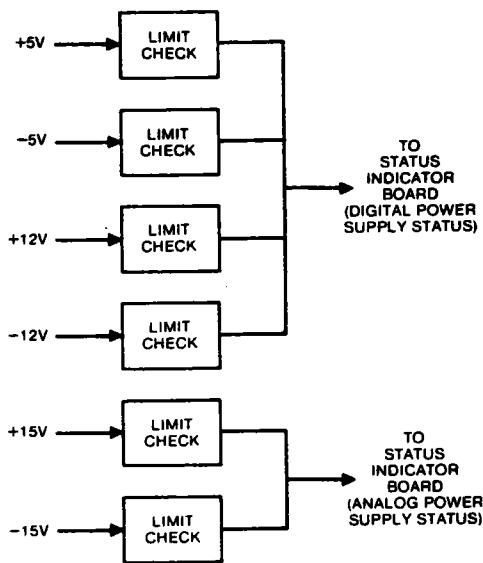 +5V
LIMIT
CHECK
−5V
LIMIT
CHECK
+12V
LIMIT
CHECK
−12V
LIMIT
CHECK
TO
STATUS
INDICATOR
BOARD
(DIGITAL POWER
SUPPLY STATUS)
+15V
LIMIT
CHECK
−15V
LIMIT
CHECK
TO
STATUS
INDICATOR
BOARD
(ANALOG POWER
SUPPLY STATUS)